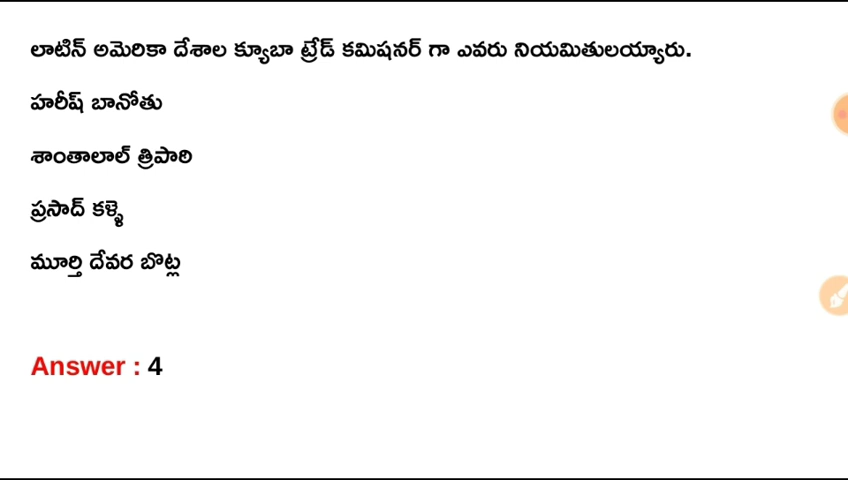 లాటిన్ అమెరికా దేశాల క్యూబా ట్రేడ్ కమిషనర్ గా ఎవరు నియమితులయ్యారు.
హరీష్ బానోతు
శాంతాలాల్ త్రిపాఠి
ప్రసాద్ కళ్ళె
మూర్తి దేవర బొట్ల
Answer : 4